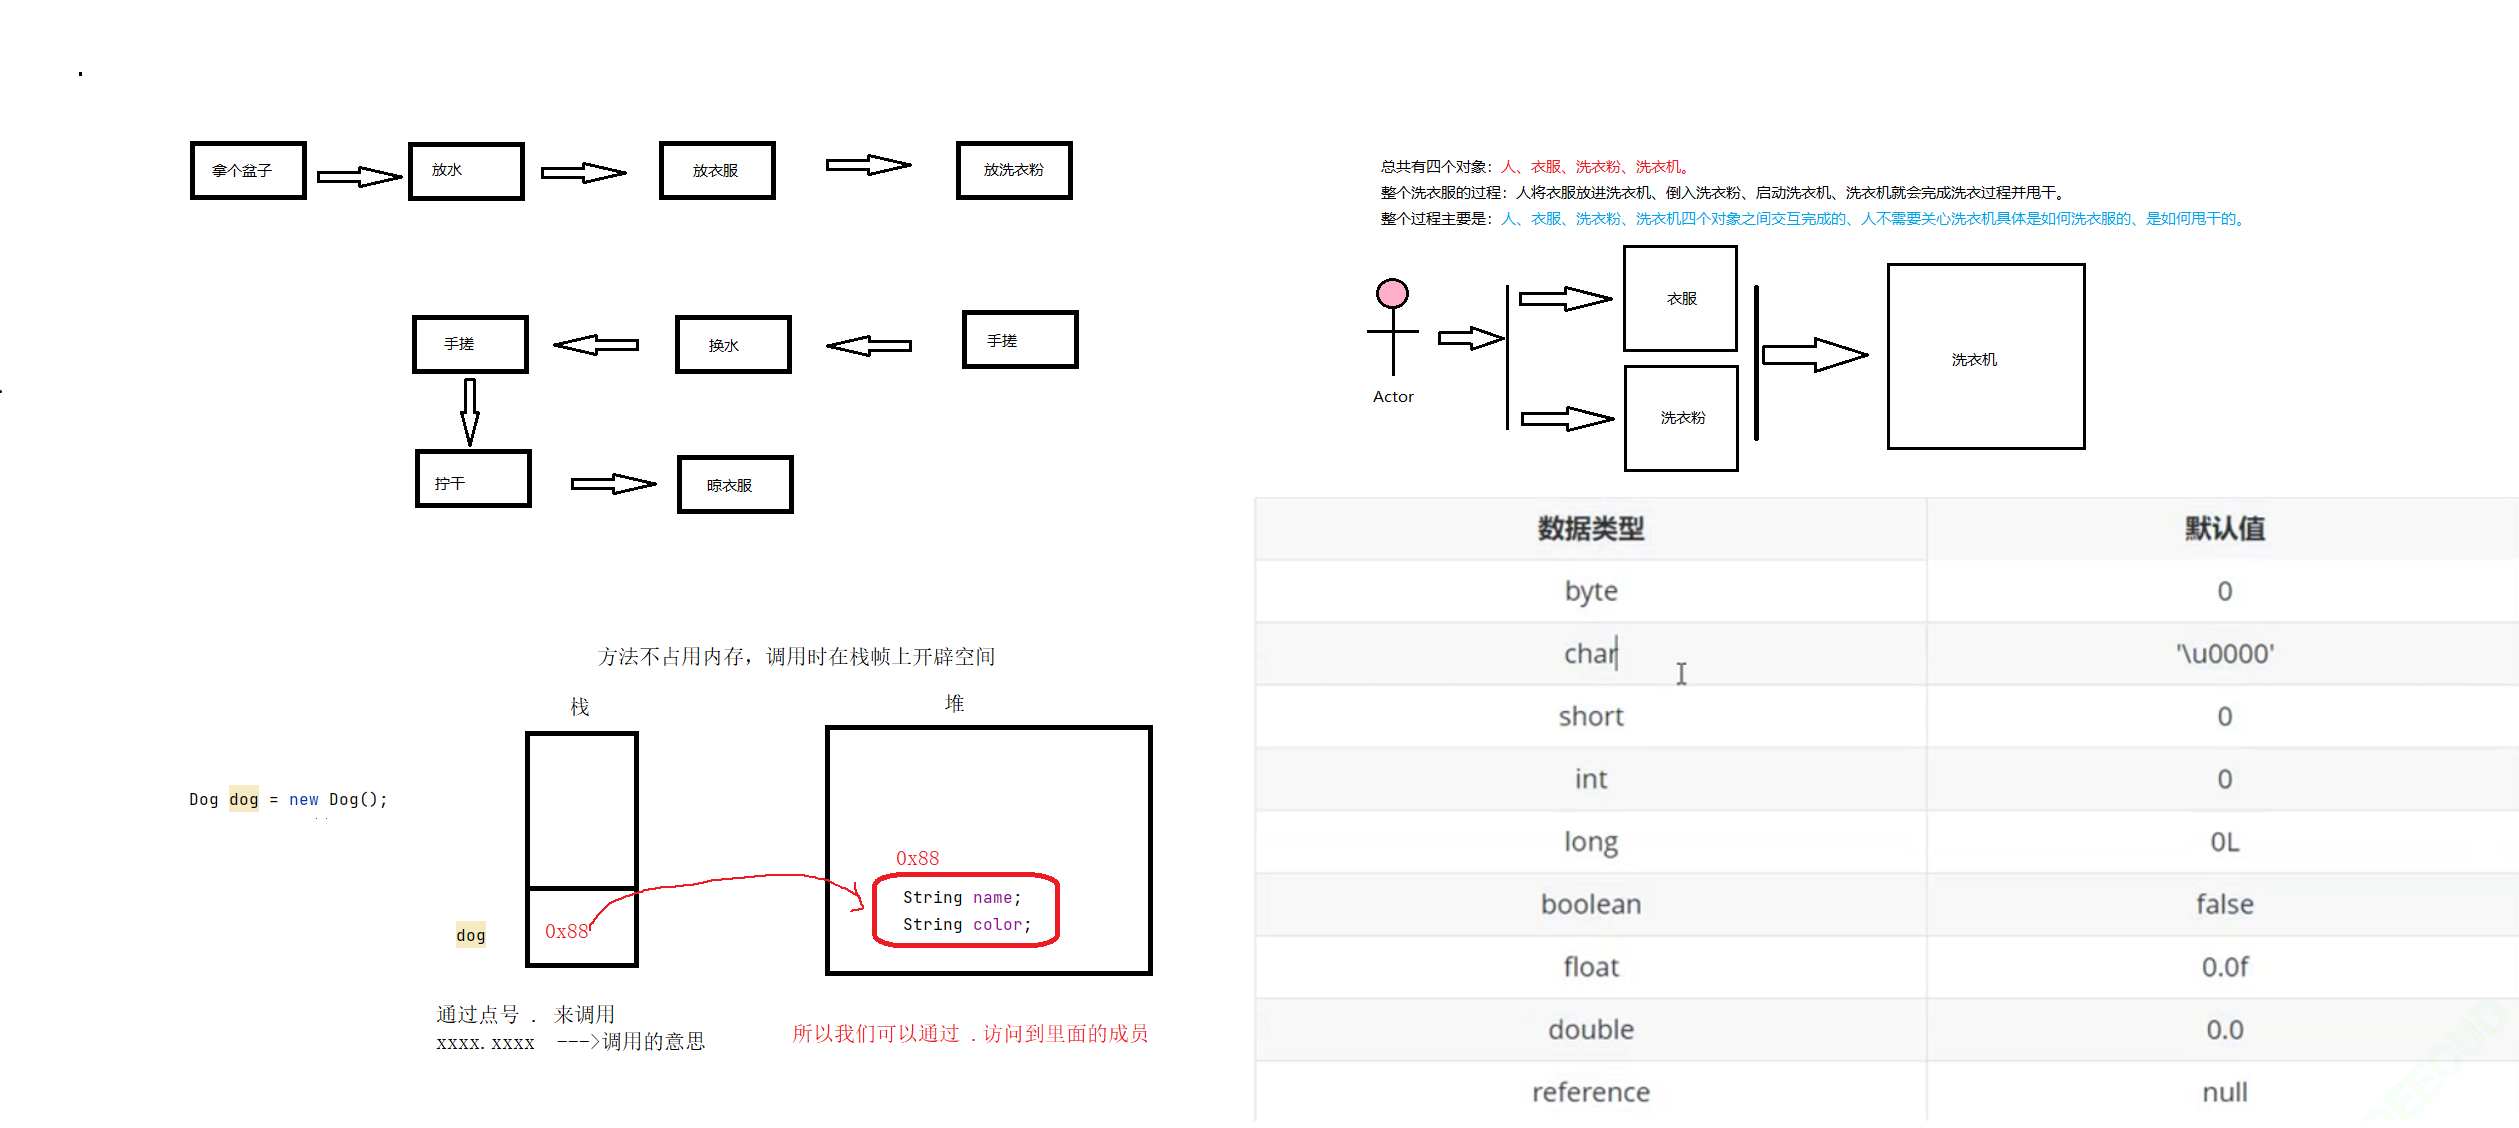 拿个盆子
放水
放衣服
放洗衣粉
手搓
换水
手搓
拧干
晾衣服
总共有四个对象：人、衣服、洗衣粉、洗衣机。
整个洗衣服的过程：人将衣服放进洗衣机、倒入洗衣粉、启动洗衣机、洗衣机就会完成洗衣过程并甩干。
整个过程主要是：人、衣服、洗衣粉、洗衣机四个对象之间交互完成的、人不需要关心洗衣机具体是如何洗衣服的、是如何甩干的。
Actor
衣服
洗衣粉
洗衣机
方法不占用内存，调用时在栈帧上开辟空间
栈
堆
Dog dog = new Dog();
0x88
String name;
String color;
dog
0x88
通过点号 . 来调用
xxxx.xxxx --->调用的意思
所以我们可以通过 .访问到里面的成员
数据类型 默认值
byte 0
char '\u0000'
short 0
int 0
long 0L
boolean false
float 0.0f
double 0.0
reference null